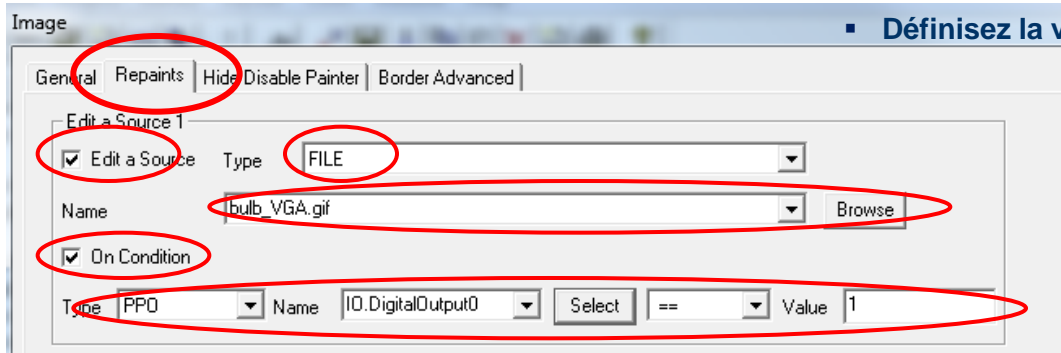 Image
▪ Définisez la v
General Repaints Hide Disable Painter Border Advanced
Edit a Source 1
Edit a Source Type FILE
Name bulb_VGA.gif Browse
On Condition
Type PPO Name IO.DigitalOutput0 Select == Value 1